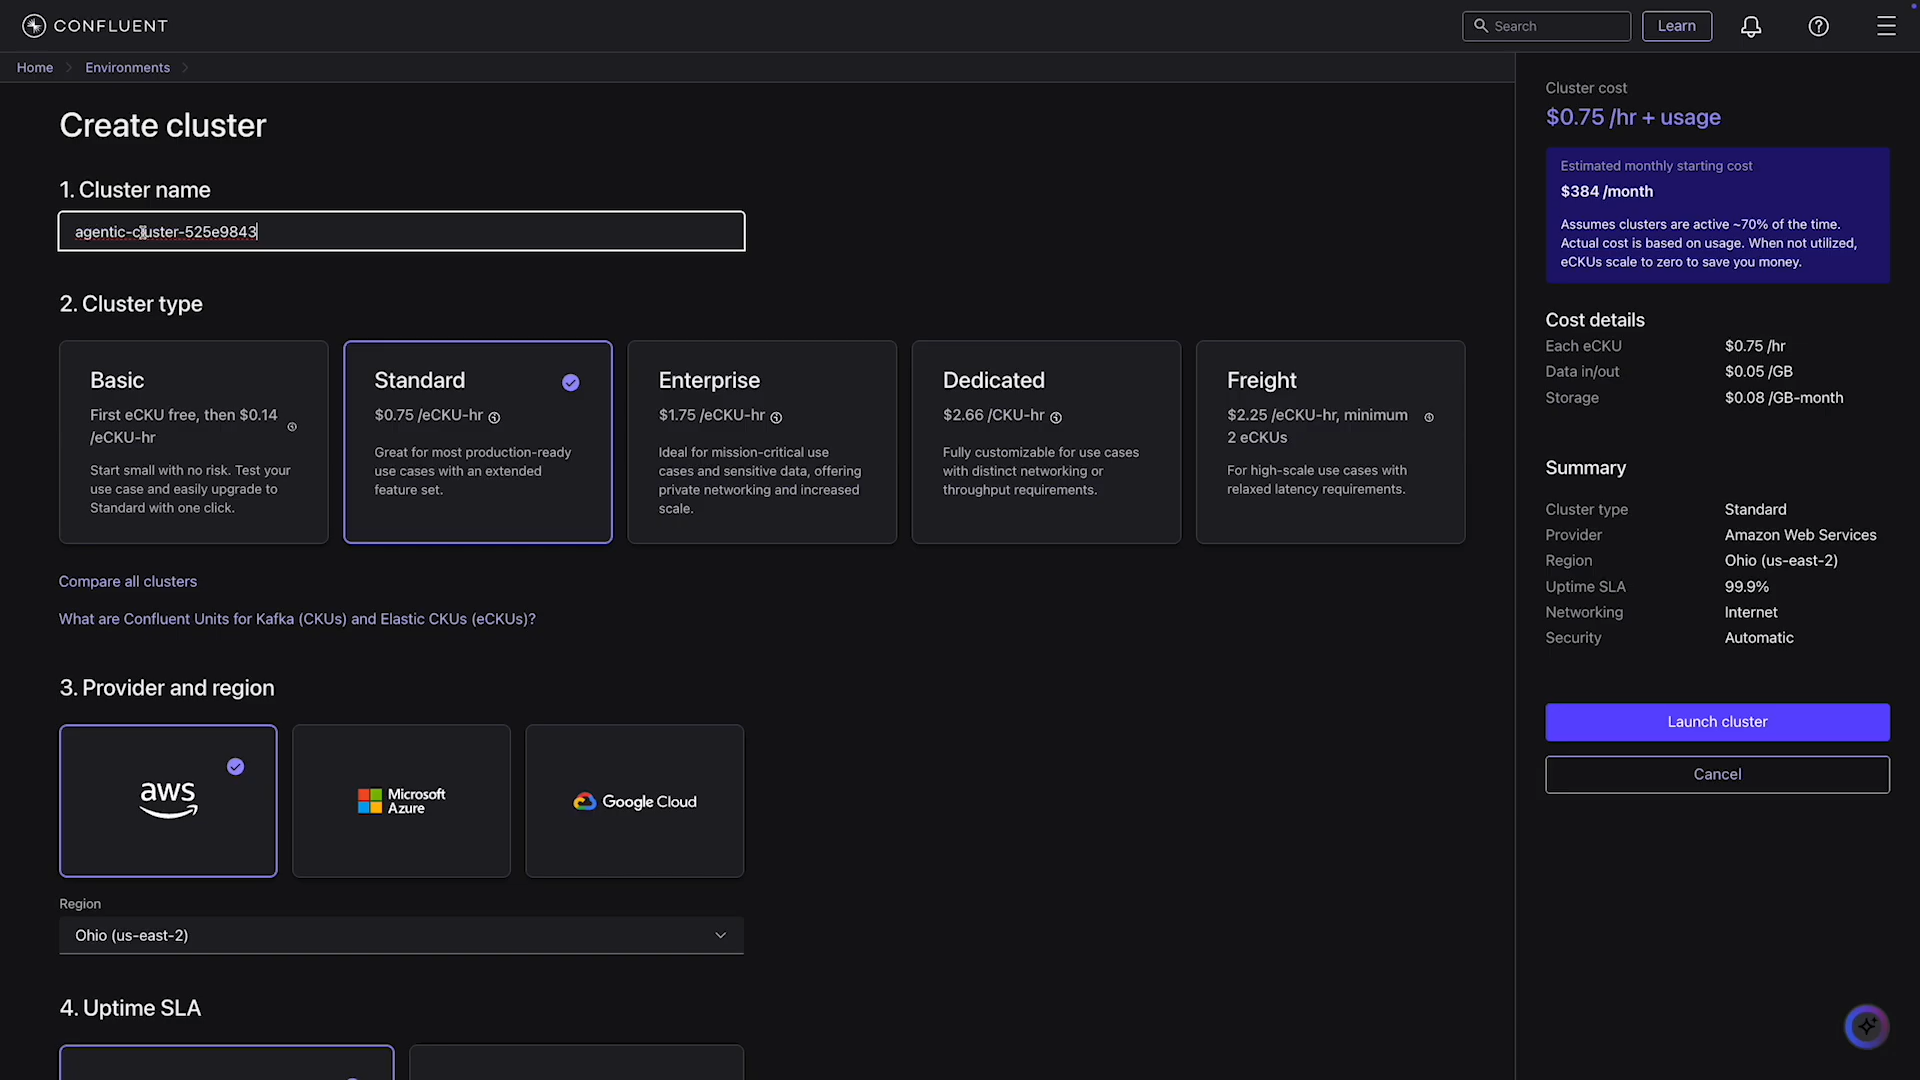 CONFLUENT
Search
Learn
Home
Environments
Create cluster
1. Cluster name
agentic-cluster-525e9843
2. Cluster type
Basic
First eCKU free, then $0.14
/eCKU-hr
Start small with no risk. Test your
use case and easily upgrade to
Standard with one click.
Standard
$0.75 /eCKU-hr
Great for most production-ready
use cases with an extended
feature set.
Enterprise
$1.75 /eCKU-hr
Ideal for mission-critical use
cases and sensitive data, offering
private networking and increased
scale.
Dedicated
$2.66 /CKU-hr
Fully customizable for use cases
with distinct networking or
throughput requirements.
Freight
$2.25 /eCKU-hr, minimum
2 eCKUs
For high-scale use cases with
relaxed latency requirements.
Compare all clusters
What are Confluent Units for Kafka (CKUs) and Elastic CKUs (eCKUs)?
3. Provider and region
aws
Microsoft
Azure
Google Cloud
Region
Ohio (us-east-2)
4. Uptime SLA
Cluster cost
$0.75 /hr + usage
Estimated monthly starting cost
$384 /month
Assumes clusters are active ~70% of the time.
Actual cost is based on usage. When not utilized,
eCKUs scale to zero to save you money.
Cost details
Each eCKU $0.75 /hr
Data in/out $0.05 /GB
Storage $0.08 /GB-month
Summary
Cluster type Standard
Provider Amazon Web Services
Region Ohio (us-east-2)
Uptime SLA 99.9%
Networking Internet
Security Automatic
Launch cluster
Cancel